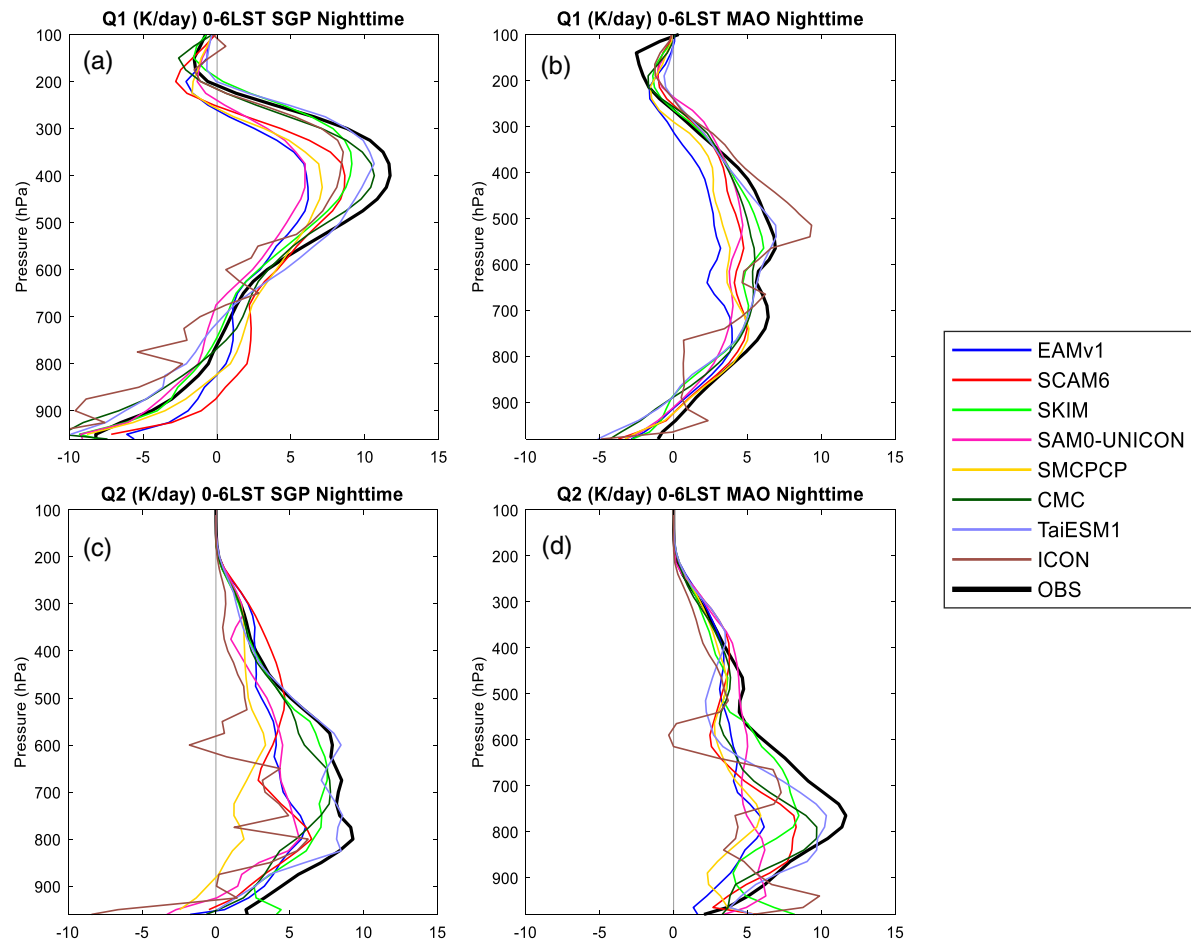 Q1 (K/day) 0-6LST SGP Nighttime
(a)
Pressure (hPa)
100
200
300
400
500
600
700
800
900
-10 -5 0 5 10 15
Q1 (K/day) 0-6LST MAO Nighttime
(b)
Pressure (hPa)
100
200
300
400
500
600
700
800
900
-10 -5 0 5 10 15
Q2 (K/day) 0-6LST SGP Nighttime
(c)
Pressure (hPa)
100
200
300
400
500
600
700
800
900
-10 -5 0 5 10 15
Q2 (K/day) 0-6LST MAO Nighttime
(d)
Pressure (hPa)
100
200
300
400
500
600
700
800
900
-10 -5 0 5 10 15
EAMv1
SCAM6
SKIM
SAM0-UNICON
SMCPCP
CMC
TaiESM1
ICON
OBS